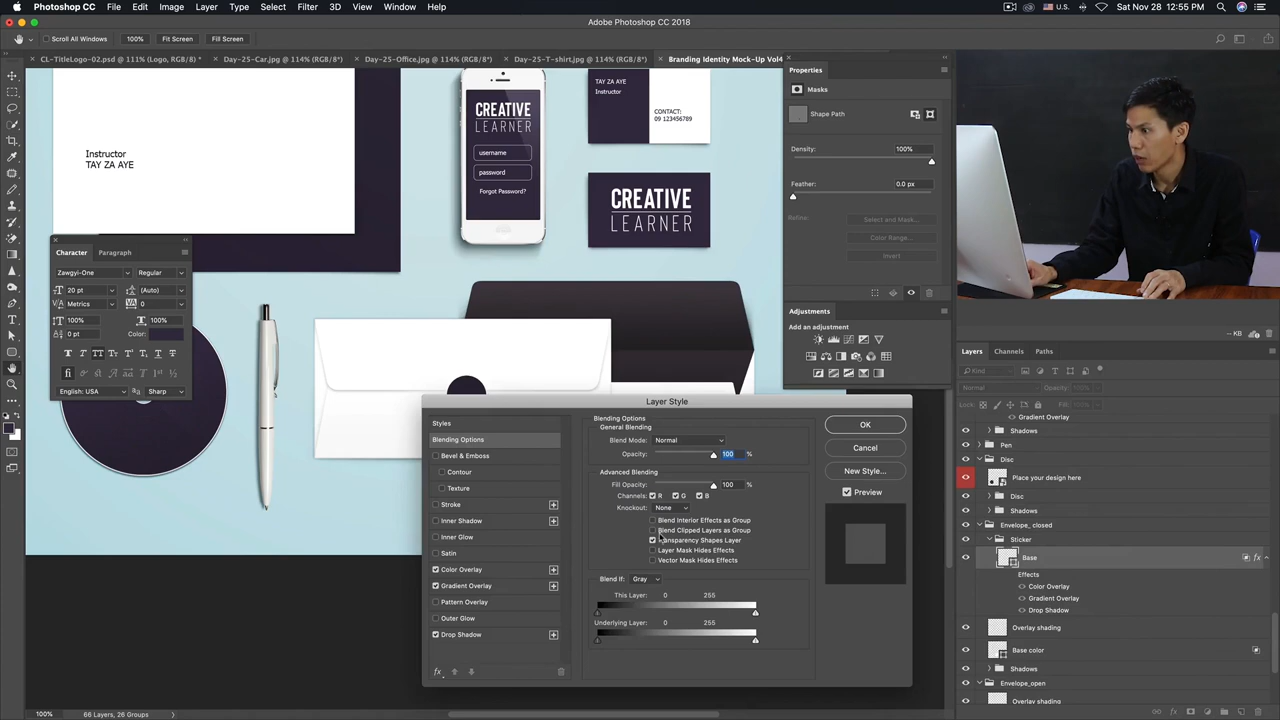 Photoshop CC File Edit Image Layer Type Select Filter 3D View Window Help
U.S. Sat Nov 28 12:55 PM
Adobe Photoshop CC 2018
Scroll All Windows 100% Fit Screen Fill Screen
CL-TitleLogo-02.psd @ 111% (Logo, RGB/8) * Day-25-Car.jpg @ 114% (RGB/8*) Day-25-Office.jpg @ 114% (RGB/8*) Day-25-T-shirt.jpg @ 114% (RGB/8*) Branding Identity Mock-Up Vol4
Instructor
TAY ZA AYE
CREATIVE
LEARNER
username
password
Forgot Password?
TAY ZA AYE
Instructor
CONTACT:
09 123456789
CREATIVE
LEARNER
Properties
Masks
Shape Path
Density: 100%
Feather: 0.0 px
Refine:
Select and Mask...
Color Range...
Invert
Adjustments
Add an adjustment
Character Paragraph
Zawgyi-One Regular
20 pt (Auto)
Metrics 0
100% 100%
0 pt Color:
English: USA Sharp
Layer Style
Styles
Blending Options
Bevel & Emboss
Contour
Texture
Stroke
Inner Shadow
Inner Glow
Satin
Color Overlay
Gradient Overlay
Pattern Overlay
Outer Glow
Drop Shadow
fx
Blending Options
General Blending
Blend Mode: Normal
Opacity: 100 %
Advanced Blending
Fill Opacity: 100 %
Channels: R G B
Knockout: None
Blend Interior Effects as Group
Blend Clipped Layers as Group
Transparency Shapes Layer
Layer Mask Hides Effects
Vector Mask Hides Effects
Blend If: Gray
This Layer: 0 255
Underlying Layer: 0 255
OK
Cancel
New Style...
Preview
-- KB
Layers Channels Paths
Kind
Normal Opacity: 100%
Lock: Fill: 100%
Gradient Overlay
Shadows
Pen
Disc
Place your design here
Disc
Shadows
Envelope_closed
Sticker
Base fx
Effects
Color Overlay
Gradient Overlay
Drop Shadow
Overlay shading
Base color
Shadows
Envelope_open
Overlay shading
100% 66 Layers, 26 Groups